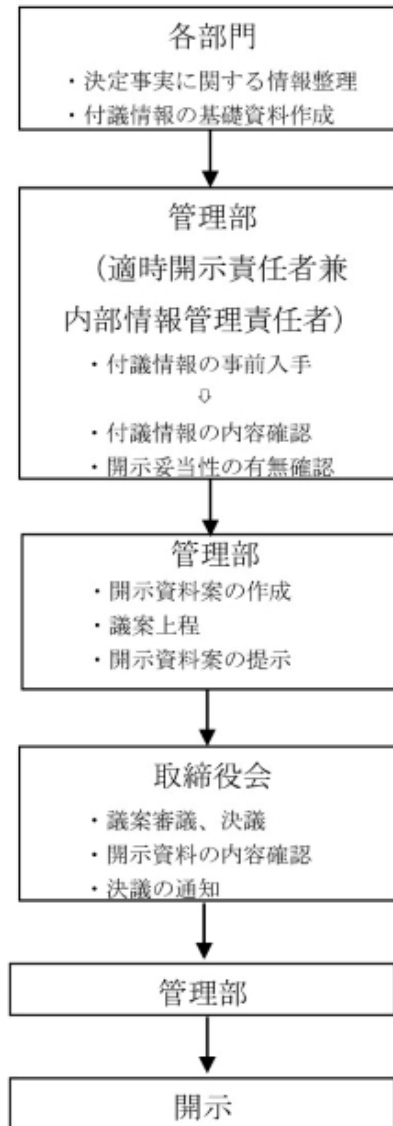 各部門
・決定事実に関する情報整理
・付議情報の基礎資料作成
管理部
（適時開示責任者兼
内部情報管理責任者）
・付議情報の事前入手
⇩
・付議情報の内容確認
・開示妥当性の有無確認
管理部
・開示資料案の作成
・議案上程
・開示資料案の提示
取締役会
・議案審議、決議
・開示資料の内容確認
・決議の通知
管理部
開示